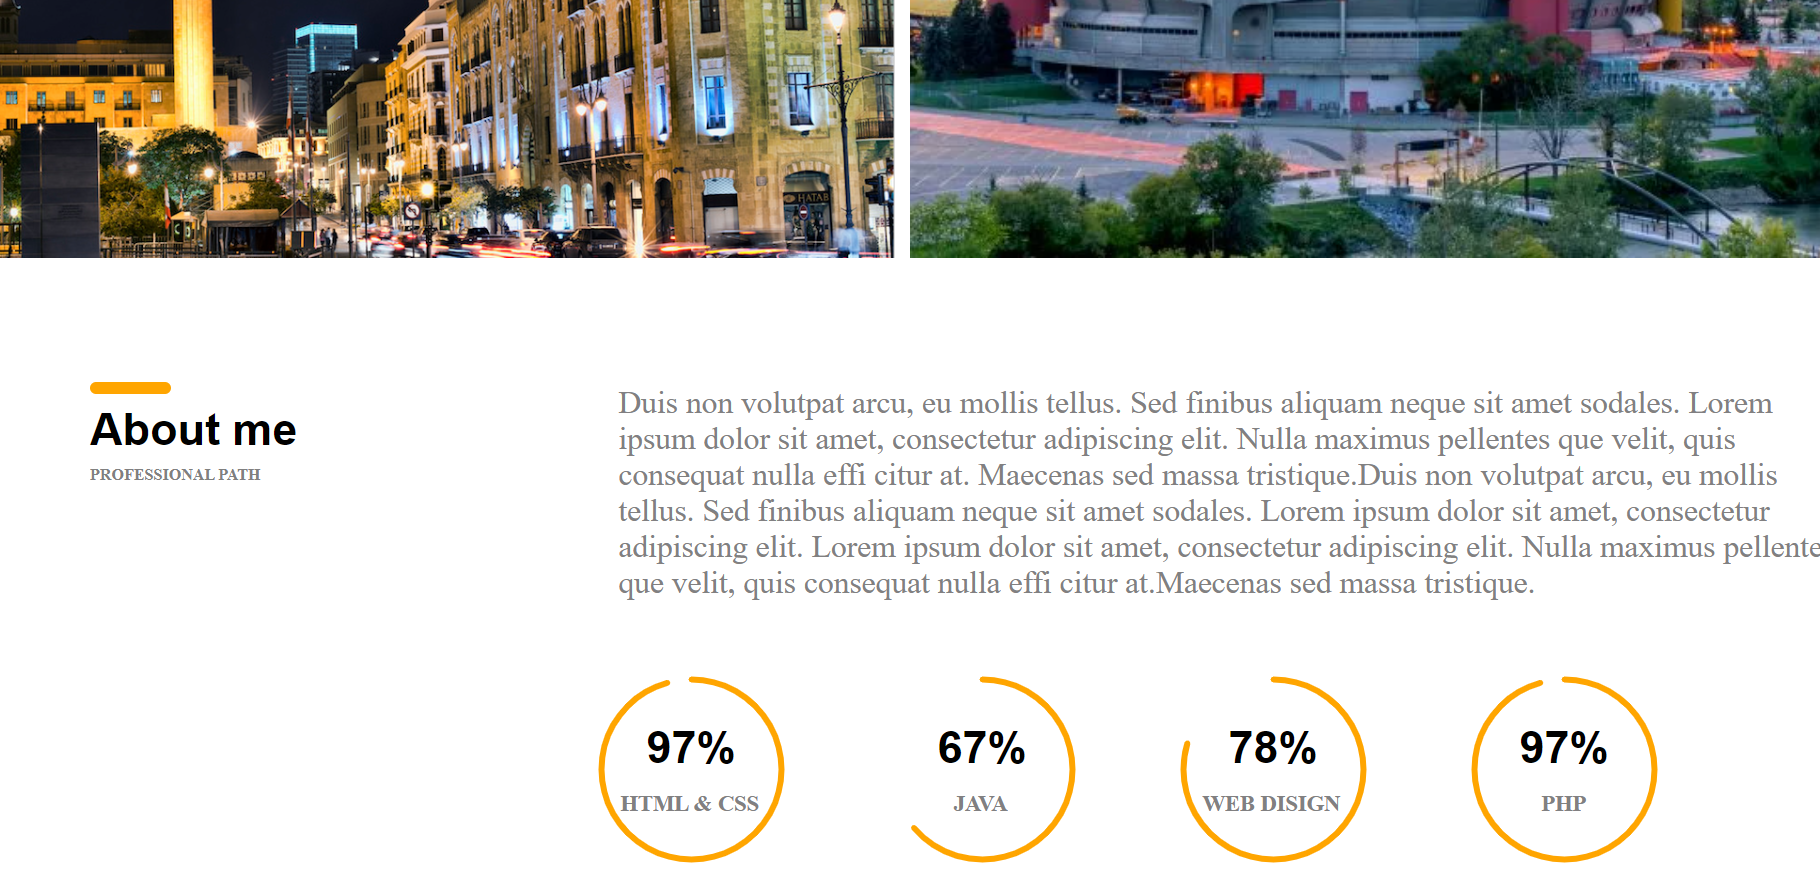 HATAB
About me
PROFESSIONAL PATH
Duis non volutpat arcu, eu mollis tellus. Sed finibus aliquam neque sit amet sodales. Lorem
ipsum dolor sit amet, consectetur adipiscing elit. Nulla maximus pellentes que velit, quis
consequat nulla effi citur at. Maecenas sed massa tristique.Duis non volutpat arcu, eu mollis
tellus. Sed finibus aliquam neque sit amet sodales. Lorem ipsum dolor sit amet, consectetur
adipiscing elit. Lorem ipsum dolor sit amet, consectetur adipiscing elit. Nulla maximus pellente
que velit, quis consequat nulla effi citur at.Maecenas sed massa tristique.
97% 67% 78% 97%
HTML & CSS JAVA WEB DISIGN PHP